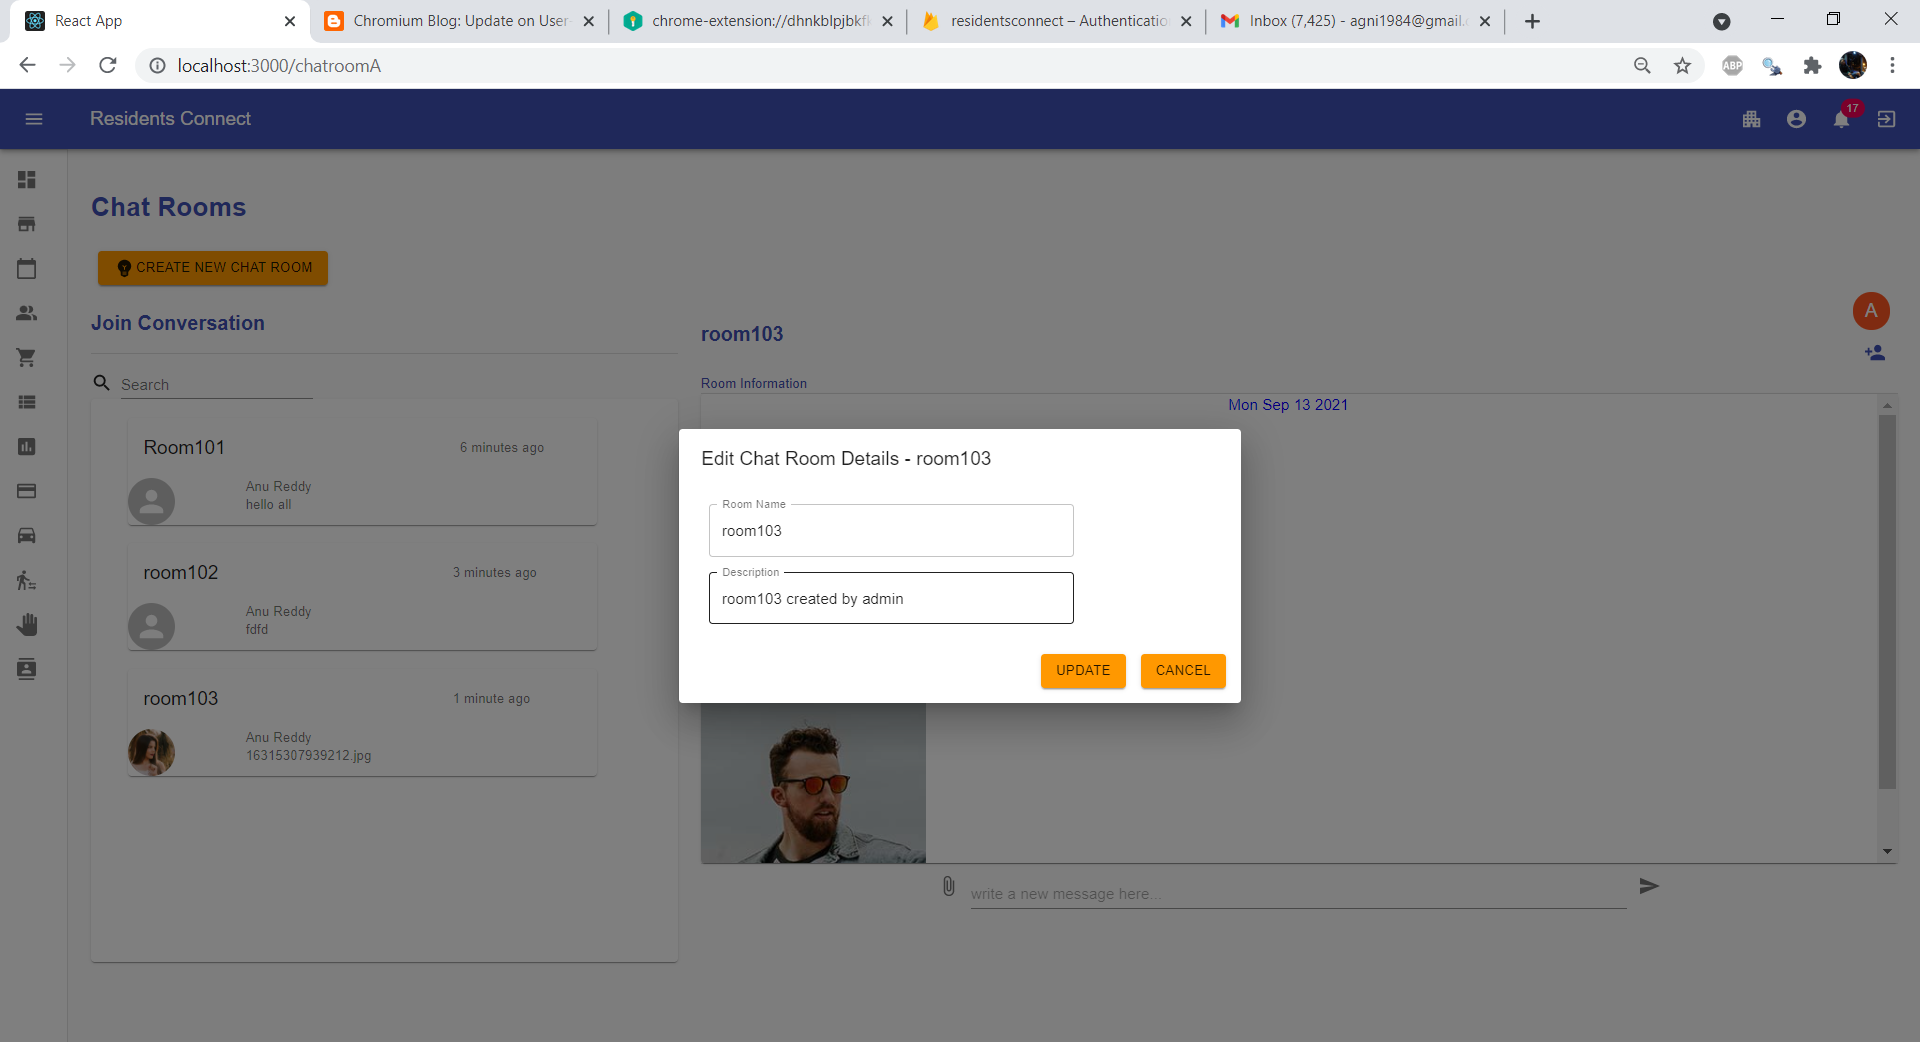 React App
Chromium Blog: Update on User-
chrome-extension://dhnkblpjbkfk
residentsconnect – Authenticatio
Inbox (7,425) - agni1984@gmail.c
localhost:3000/chatroomA
ABP
Residents Connect
17
Chat Rooms
CREATE NEW CHAT ROOM
Join Conversation
Search
Room101
6 minutes ago
Anu Reddy
hello all
room102
3 minutes ago
Anu Reddy
fdfd
room103
1 minute ago
Anu Reddy
16315307939212.jpg
A
room103
Room Information
Mon Sep 13 2021
Edit Chat Room Details - room103
Room Name
room103
Description
room103 created by admin
UPDATE
CANCEL
write a new message here...